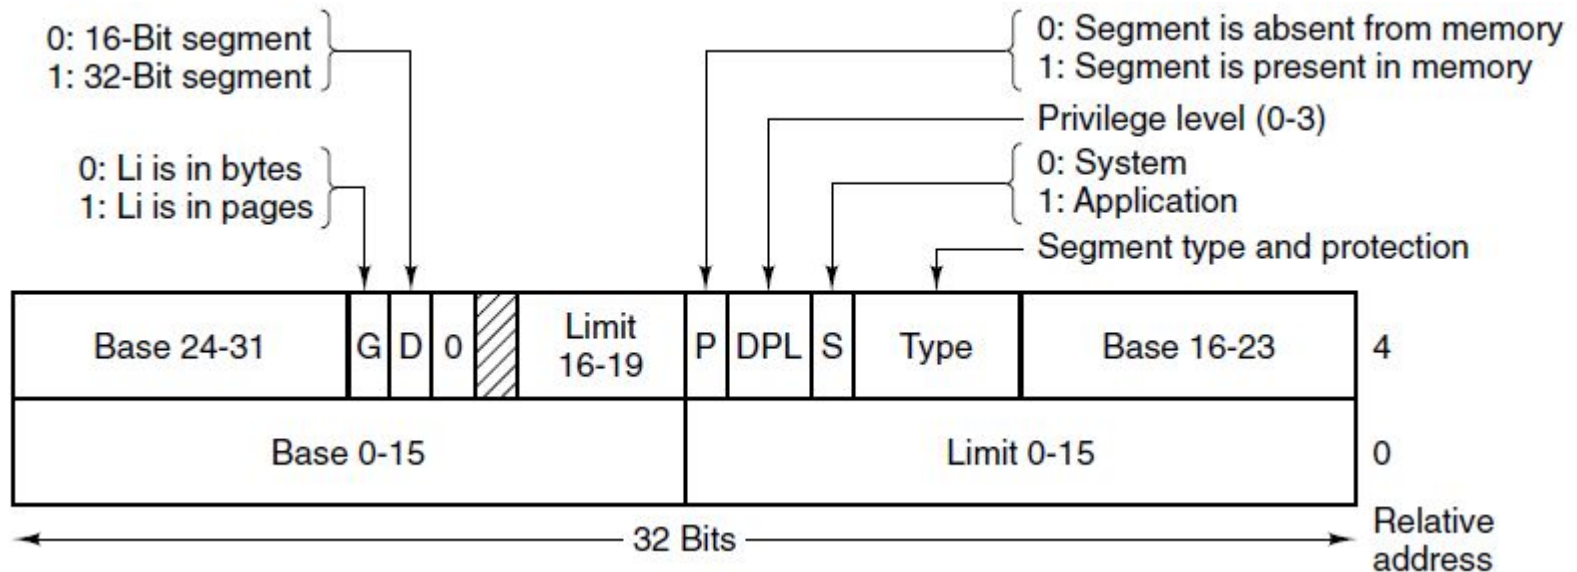 0: 16-Bit segment
1: 32-Bit segment
0: Li is in bytes
1: Li is in pages
0: Segment is absent from memory
1: Segment is present in memory
Privilege level (0-3)
0: System
1: Application
Segment type and protection
Base 24-31
G
D
0
Limit
16-19
P
DPL
S
Type
Base 16-23
4
Base 0-15
Limit 0-15
0
32 Bits
Relative
address